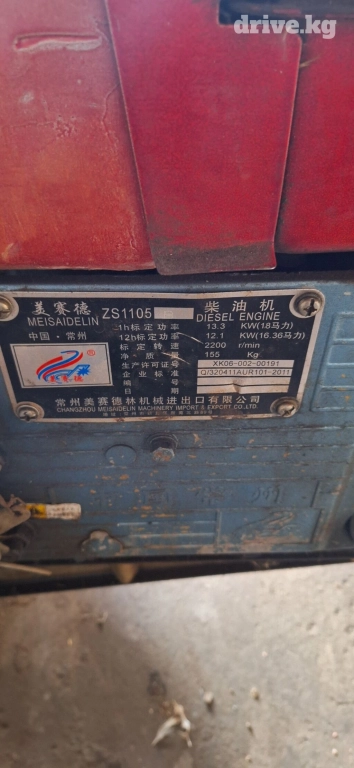 drive.kg
美赛德 ZS1105 柴油机
MEISAIDELIN DIESEL ENGINE
中国·常州
1h标定功率 13.3 KW(18马力)
12h标定功率 12.1 KW(16.36马力)
标定转速 2200 r/min
净质量 155 Kg
生产许可证号 XK06-002-00191
企业标准 Q/320411AUR101-2011
编号
日期
常州美赛德林机械进出口有限公司
CHANGZHOU MEISAIDELIN MACHINERY IMPORT & EXPORT CO.,LTD.